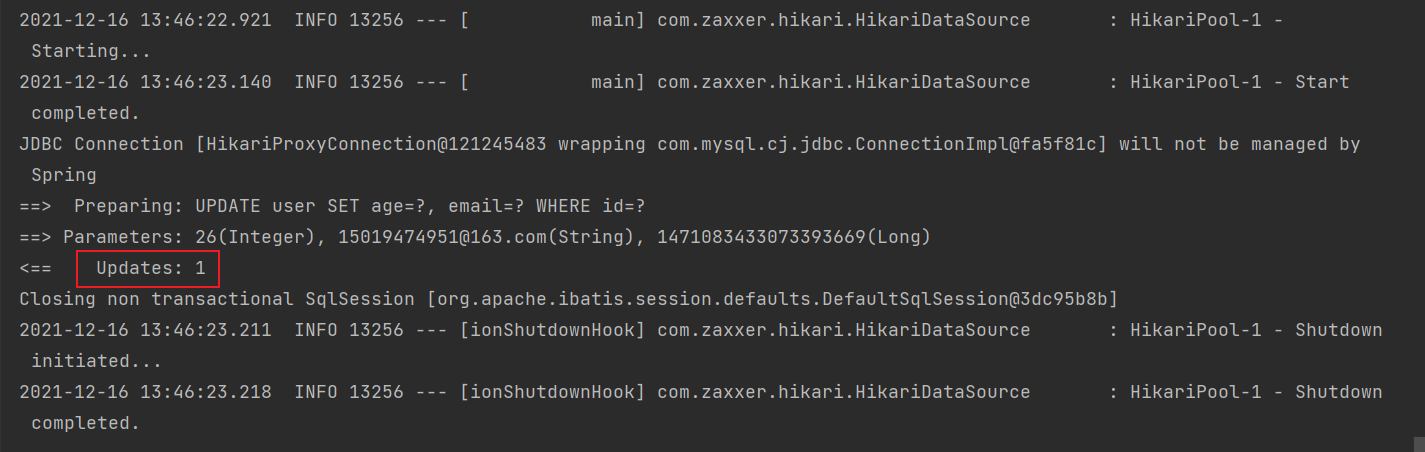 2021-12-16 13:46:22.921  INFO 13256 --- [           main] com.zaxxer.hikari.HikariDataSource       : HikariPool-1 -
 Starting...
2021-12-16 13:46:23.140  INFO 13256 --- [           main] com.zaxxer.hikari.HikariDataSource       : HikariPool-1 - Start
 completed.
JDBC Connection [HikariProxyConnection@121245483 wrapping com.mysql.cj.jdbc.ConnectionImpl@fa5f81c] will not be managed by
 Spring
==>  Preparing: UPDATE user SET age=?, email=? WHERE id=?
==> Parameters: 26(Integer), 15019474951@163.com(String), 1471083433073393669(Long)
<==    Updates: 1
Closing non transactional SqlSession [org.apache.ibatis.session.defaults.DefaultSqlSession@3dc95b8b]
2021-12-16 13:46:23.211  INFO 13256 --- [ionShutdownHook] com.zaxxer.hikari.HikariDataSource       : HikariPool-1 - Shutdown
 initiated...
2021-12-16 13:46:23.218  INFO 13256 --- [ionShutdownHook] com.zaxxer.hikari.HikariDataSource       : HikariPool-1 - Shutdown
 completed.